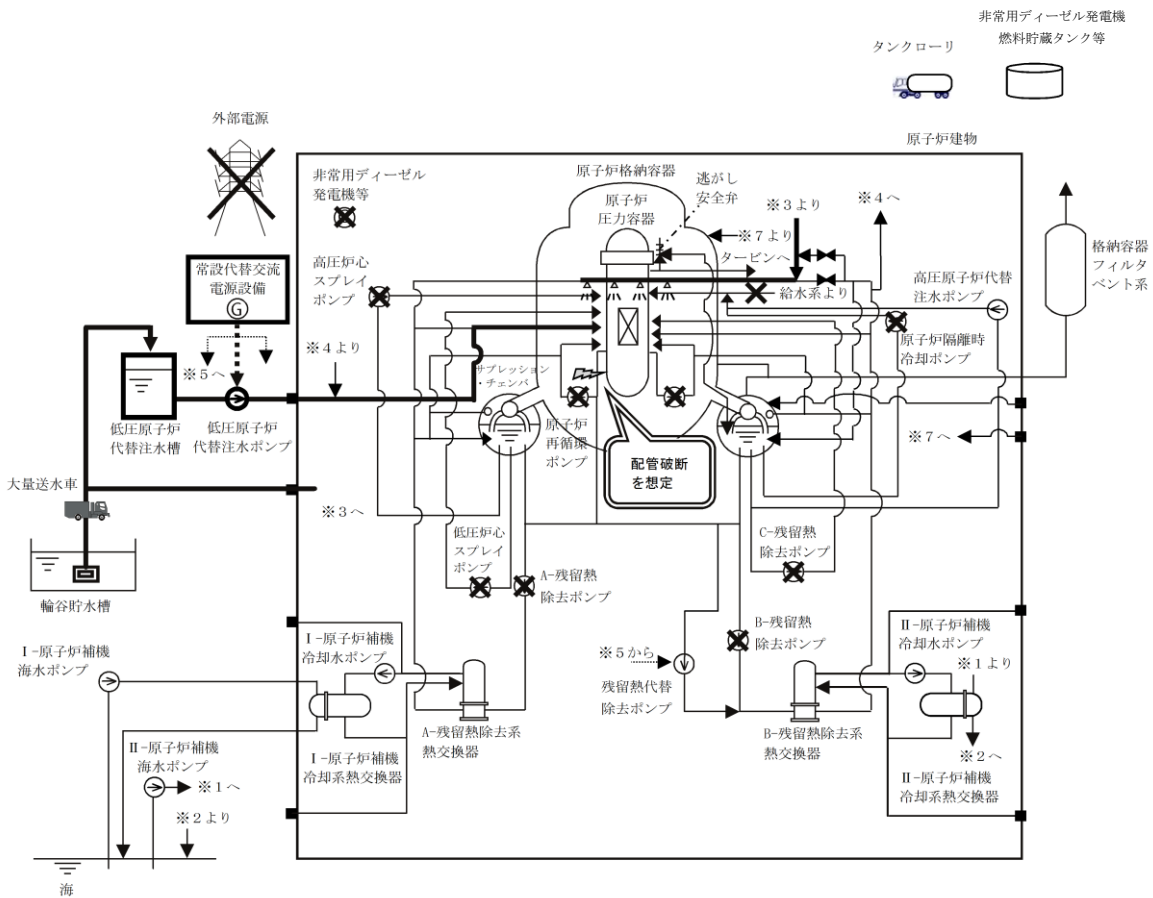 非常用ディーゼル発電機
燃料貯蔵タンク等
タンクローリ
外部電源
原子炉建物
非常用ディーゼル
発電機等
原子炉格納容器
原子炉
圧力容器
逃がし
安全弁
※3より
※4へ
※7より
タービンへ
格納容器
フィルタ
ベント系
常設代替交流
電源設備
G
高圧炉心
スプレイ
ポンプ
高圧原子炉代替
注水ポンプ
給水系より
原子炉隔離時
冷却ポンプ
※4より
※5へ
サプレッション
・チェンバ
低圧原子炉
代替注水槽
低圧原子炉
代替注水ポンプ
原子炉
再循環
ポンプ
配管破断
を想定
※7へ
大量送水車
※3へ
低圧炉心
スプレイ
ポンプ
C-残留熱
除去ポンプ
A-残留熱
除去ポンプ
輪谷貯水槽
B-残留熱
除去ポンプ
Ⅰ-原子炉補機
冷却水ポンプ
Ⅱ-原子炉補機
冷却水ポンプ
Ⅰ-原子炉補機
海水ポンプ
※5から
※1より
残留熱代替
除去ポンプ
A-残留熱除去系
熱交換器
B-残留熱除去系
熱交換器
Ⅱ-原子炉補機
海水ポンプ
Ⅰ-原子炉補機
冷却系熱交換器
※2へ
※1へ
Ⅱ-原子炉補機
冷却系熱交換器
※2より
海